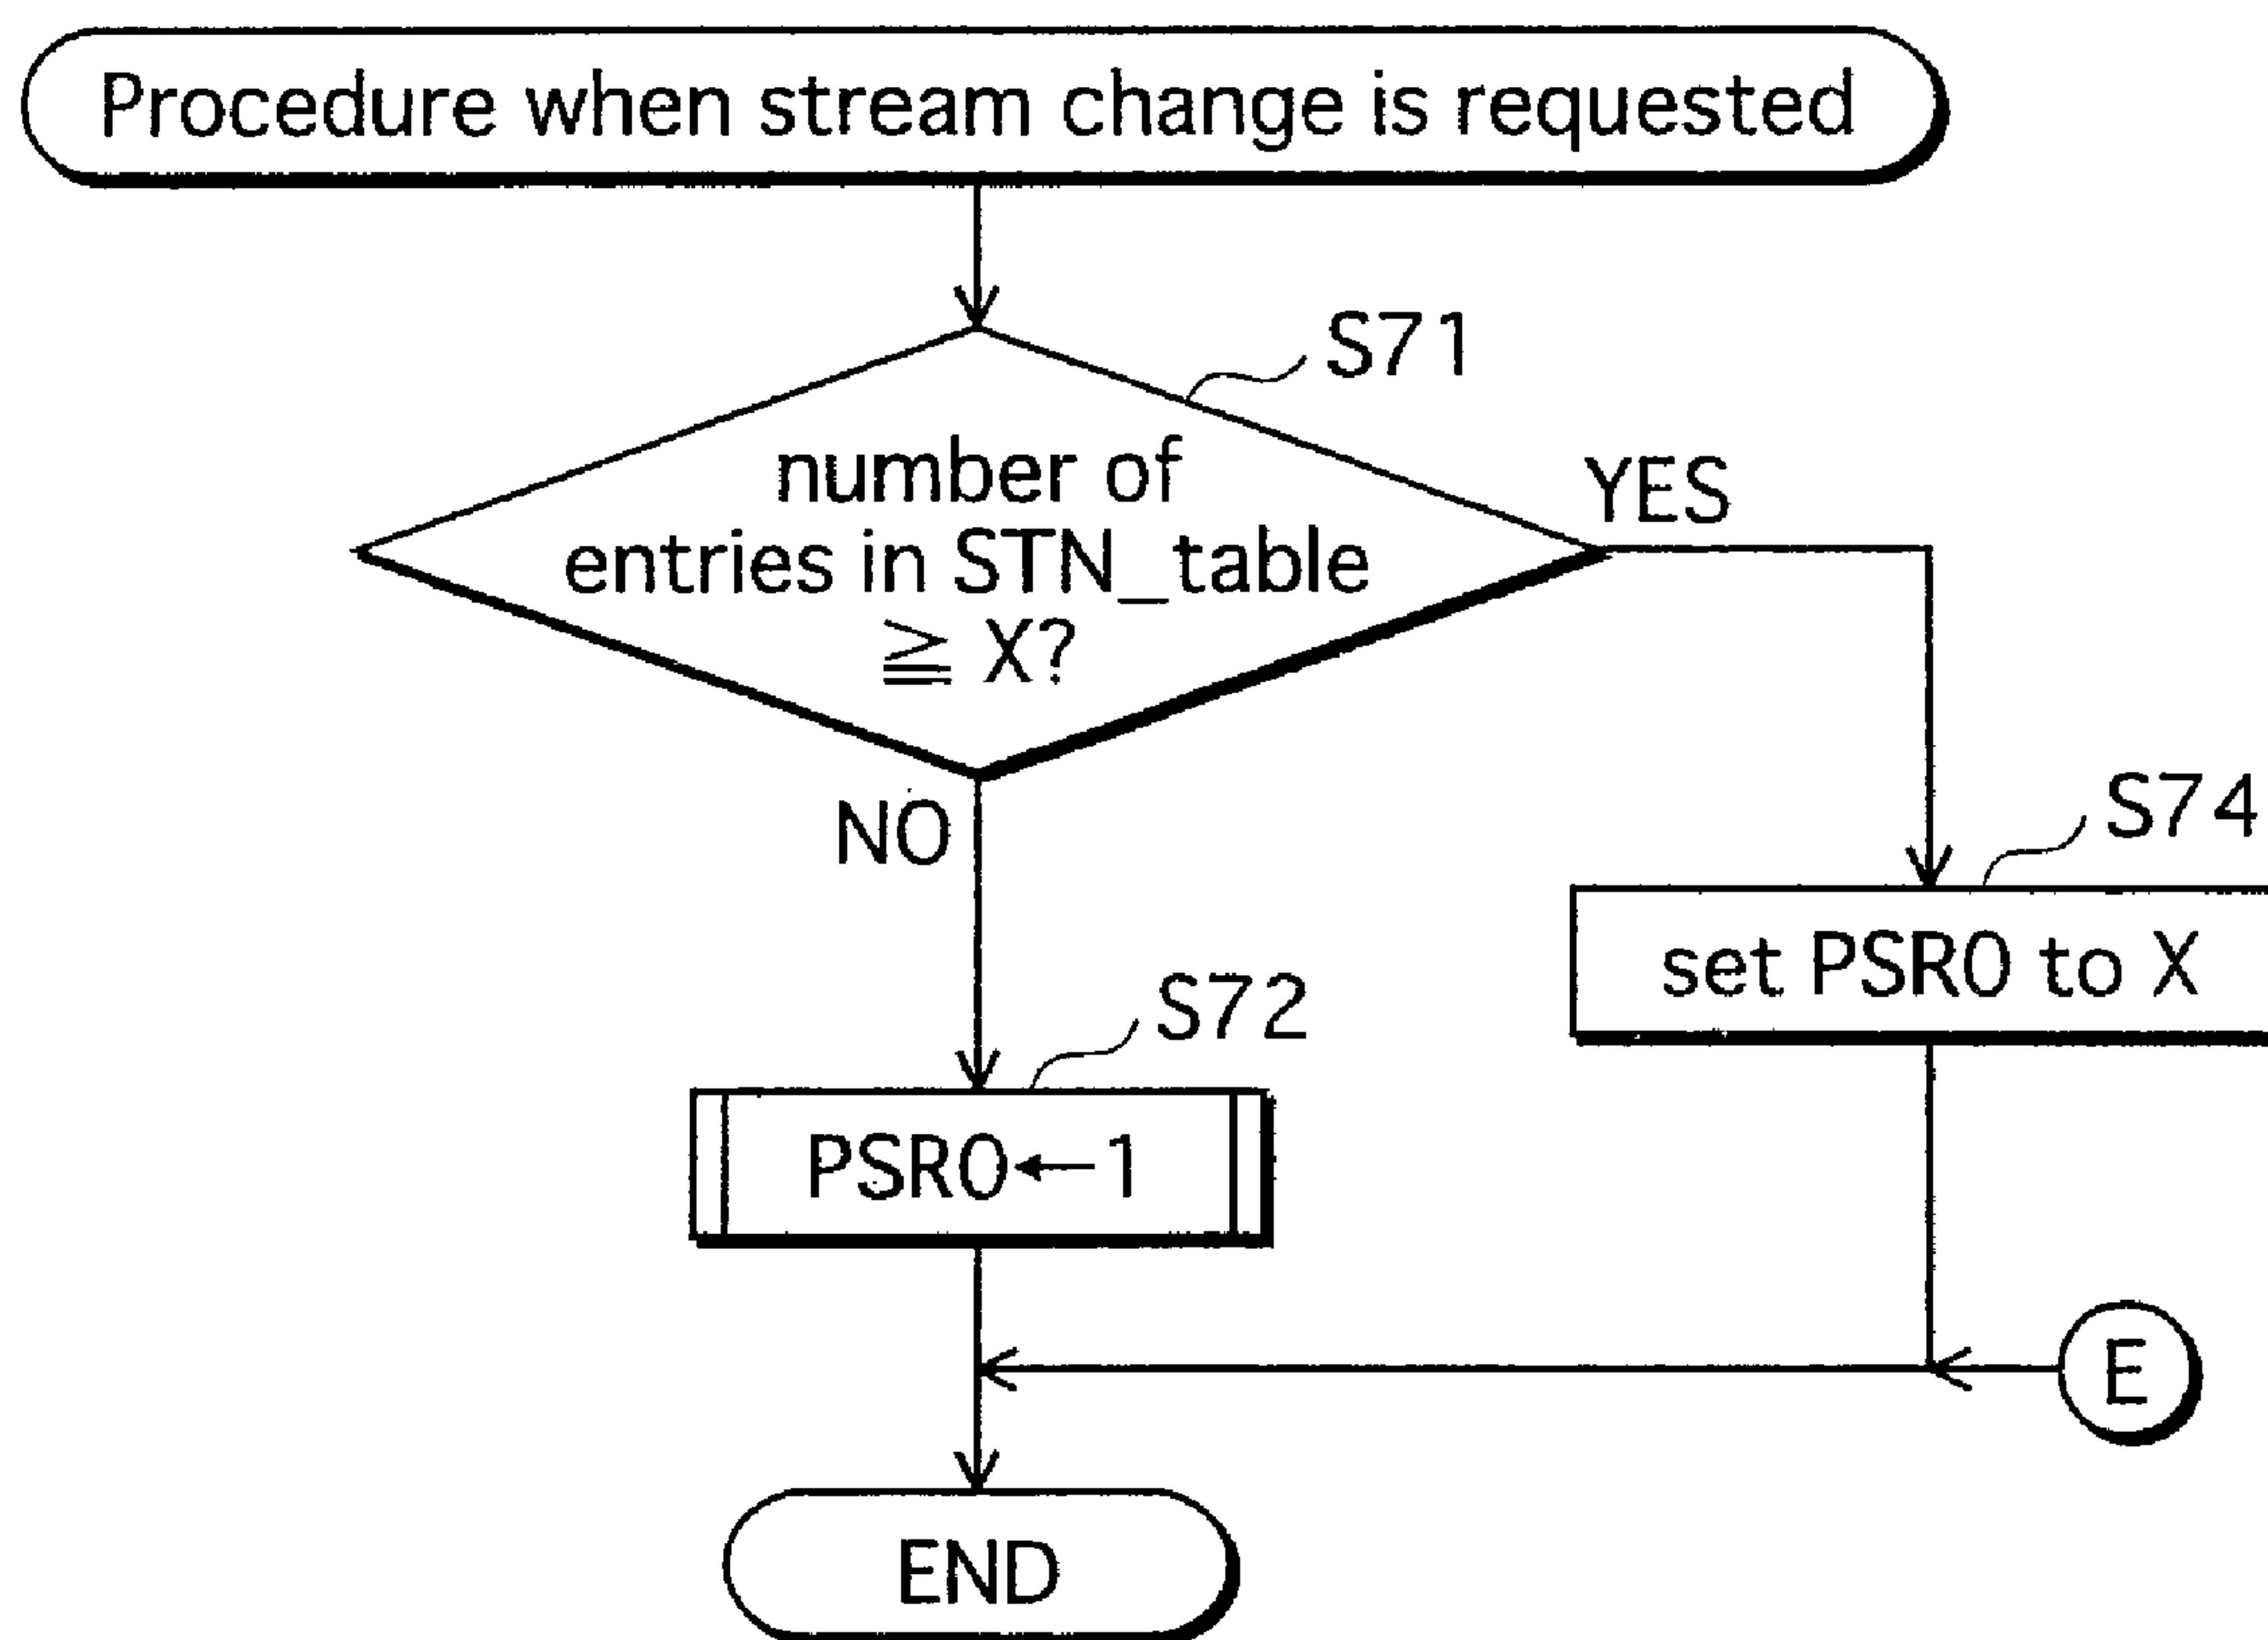 Procedure when stream change is requested
S71
number of
entries in STN_table
≧ X?
YES
NO
S74
set PSR0 to X
S72
PSR0←1
E
END